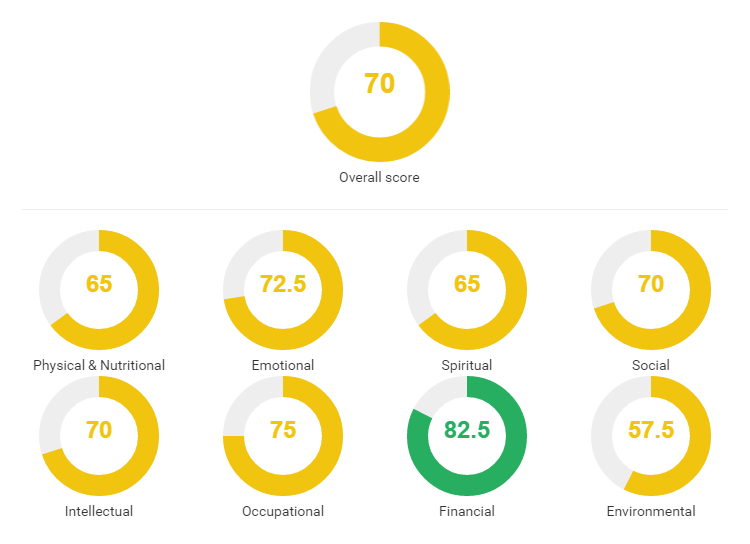 70
Overall score
65
72.5
65
70
Physical & Nutritional
Emotional
Spiritual
Social
70
75
82.5
57.5
Intellectual
Occupational
Financial
Environmental